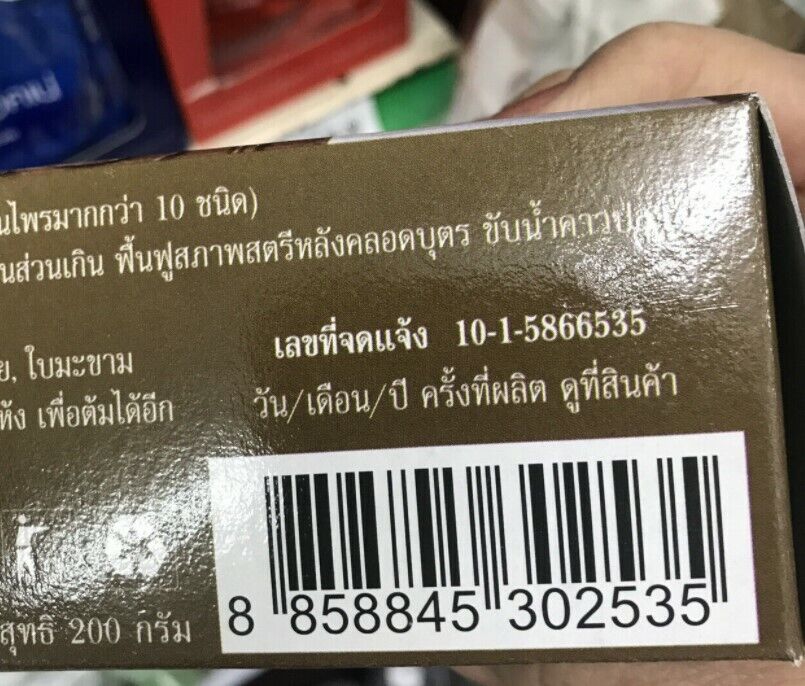 นไพรมากกว่า 10 ชนิด)
นส่วนเกิน ฟื้นฟูสภาพสตรีหลังคลอดบุตร ขับน้ำคาวปลา
เลขที่จดแจ้ง 10-1-5866535
ย, ใบมะขาม
วัน/เดือน/ปี ครั้งที่ผลิต ดูที่สินค้า
ห้ง เพื่อต้มได้อีก
8 858845 302535
สุทธิ 200 กรัม